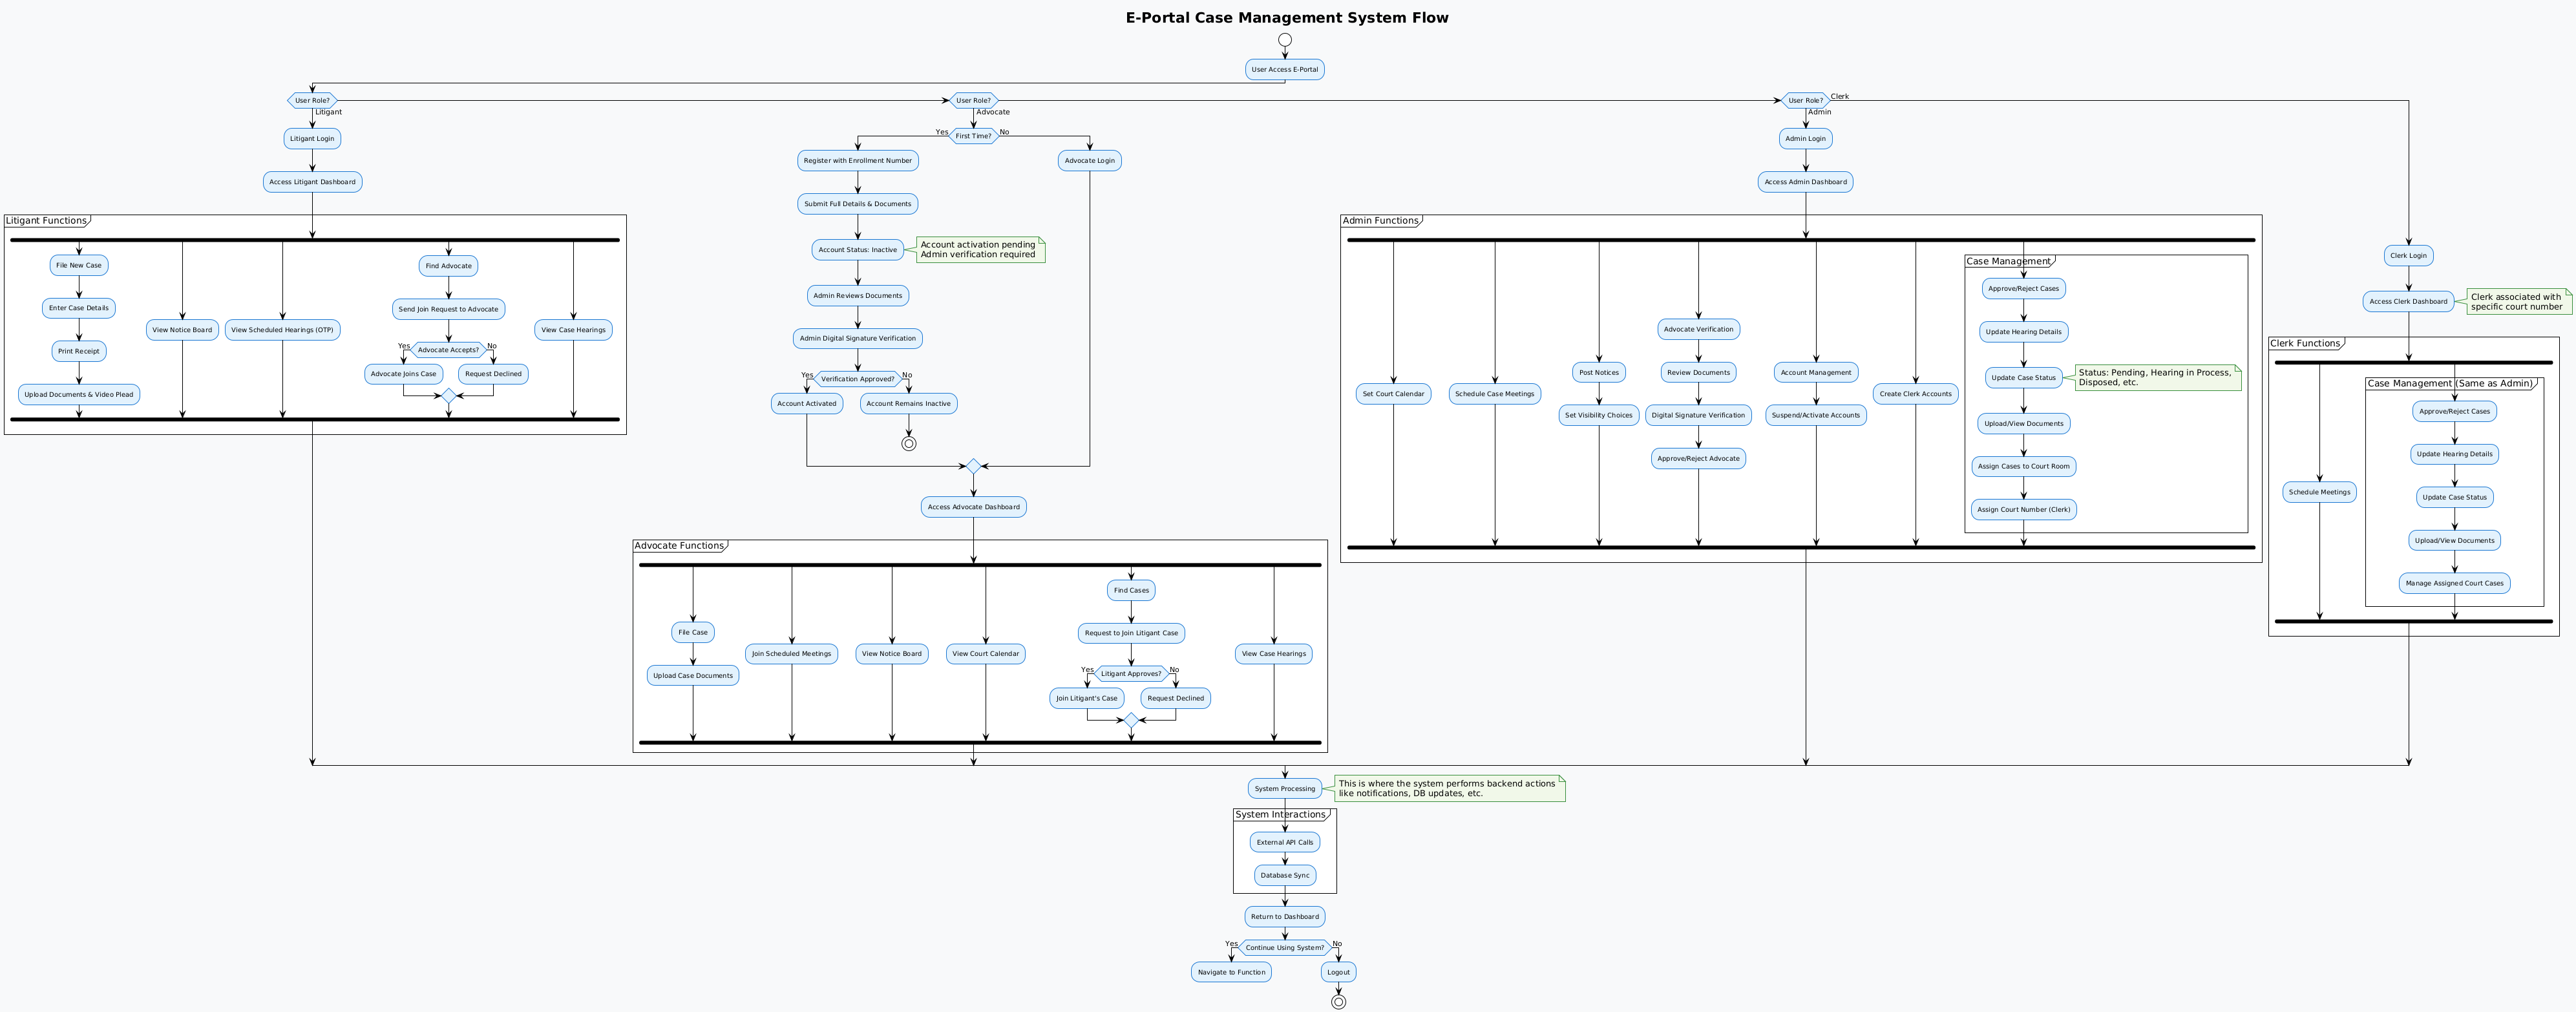 E-Portal Case Management System Flow
User Access E-Portal
User Role?
Litigant
Litigant Login
Access Litigant Dashboard
Litigant Functions
File New Case
Enter Case Details
Print Receipt
Upload Documents & Video Plead
View Notice Board
View Scheduled Hearings (OTP)
Find Advocate
Send Join Request to Advocate
Advocate Accepts?
Yes
No
Advocate Joins Case
Request Declined
View Case Hearings
User Role?
Advocate
First Time?
Yes
No
Register with Enrollment Number
Submit Full Details & Documents
Account Status: Inactive
Account activation pending
Admin verification required
Admin Reviews Documents
Admin Digital Signature Verification
Verification Approved?
Yes
No
Account Activated
Account Remains Inactive
Advocate Login
Access Advocate Dashboard
Advocate Functions
File Case
Upload Case Documents
Join Scheduled Meetings
View Notice Board
View Court Calendar
Find Cases
Request to Join Litigant Case
Litigant Approves?
Yes
No
Join Litigant's Case
Request Declined
View Case Hearings
User Role?
Admin
Admin Login
Access Admin Dashboard
Admin Functions
Set Court Calendar
Schedule Case Meetings
Post Notices
Set Visibility Choices
Advocate Verification
Review Documents
Digital Signature Verification
Approve/Reject Advocate
Account Management
Suspend/Activate Accounts
Create Clerk Accounts
Case Management
Approve/Reject Cases
Update Hearing Details
Update Case Status
Status: Pending, Hearing in Process,
Disposed, etc.
Upload/View Documents
Assign Cases to Court Room
Assign Court Number (Clerk)
Clerk
Clerk Login
Access Clerk Dashboard
Clerk associated with
specific court number
Clerk Functions
Schedule Meetings
Case Management (Same as Admin)
Approve/Reject Cases
Update Hearing Details
Update Case Status
Upload/View Documents
Manage Assigned Court Cases
System Processing
This is where the system performs backend actions
like notifications, DB updates, etc.
System Interactions
External API Calls
Database Sync
Return to Dashboard
Continue Using System?
Yes
No
Navigate to Function
Logout